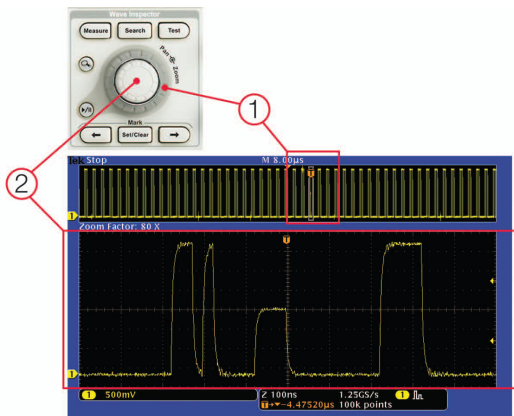 Wave Inspector
Measure Search Test
Pan Zoom
Mark
← Set/Clear →
1
2
Tek Stop M 8.00µs
T
1
Zoom Factor: 80 X
T
1
1 500mV
Z 100ns 1.25GS/s 1
T→▼-4.47520µs 100k points